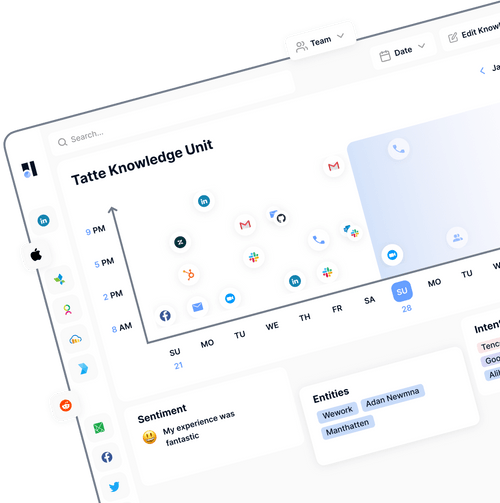 Team
Date
Edit Knowl
Search...
Ja
Tatte Knowledge Unit
9 PM
5 PM
2 PM
8 AM
SU
MO
TU
WE
TH
FR
SA
SU
MO
TU
W
21
28
Sentiment
My experience was
fantastic
Entities
Wework
Adan Newmna
Manthatten
Intent
Tenc
Goo
Alib